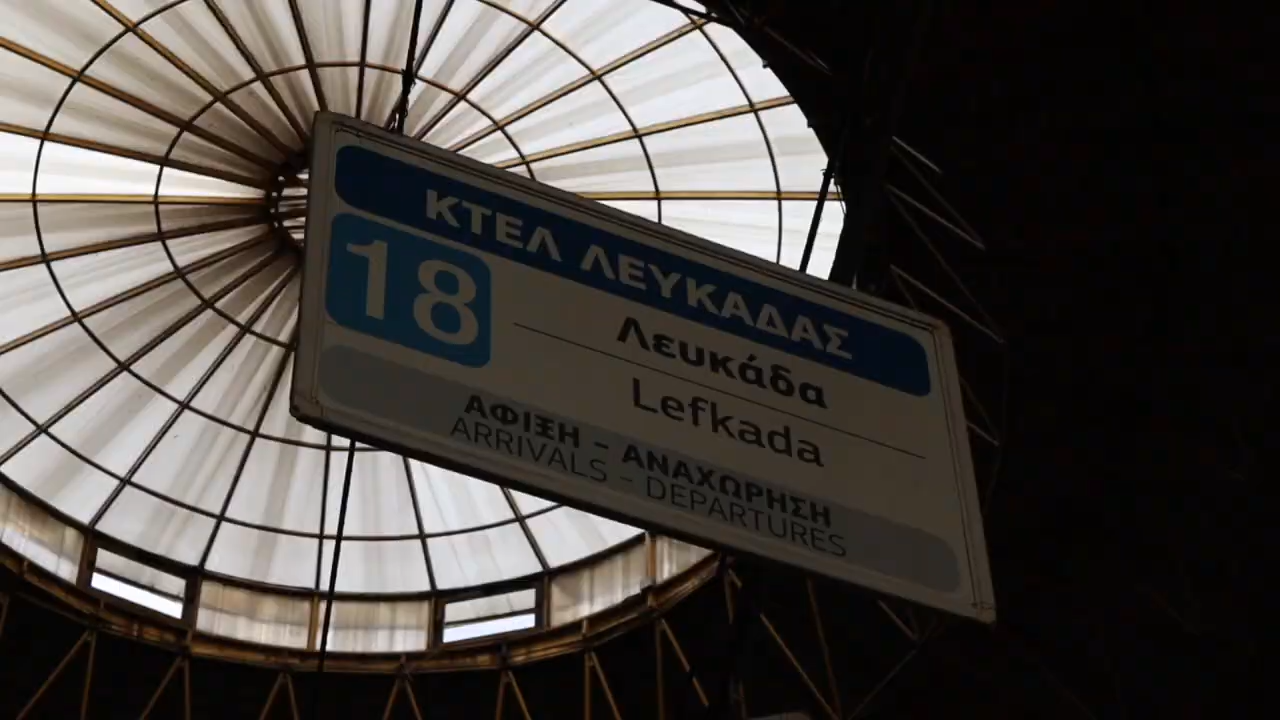 ΚΤΕΛ ΛΕΥΚΑΔΑΣ
18
Λευκάδα
Lefkada
ΑΦΙΞΗ - ΑΝΑΧΩΡΗΣΗ
ARRIVALS - DEPARTURES